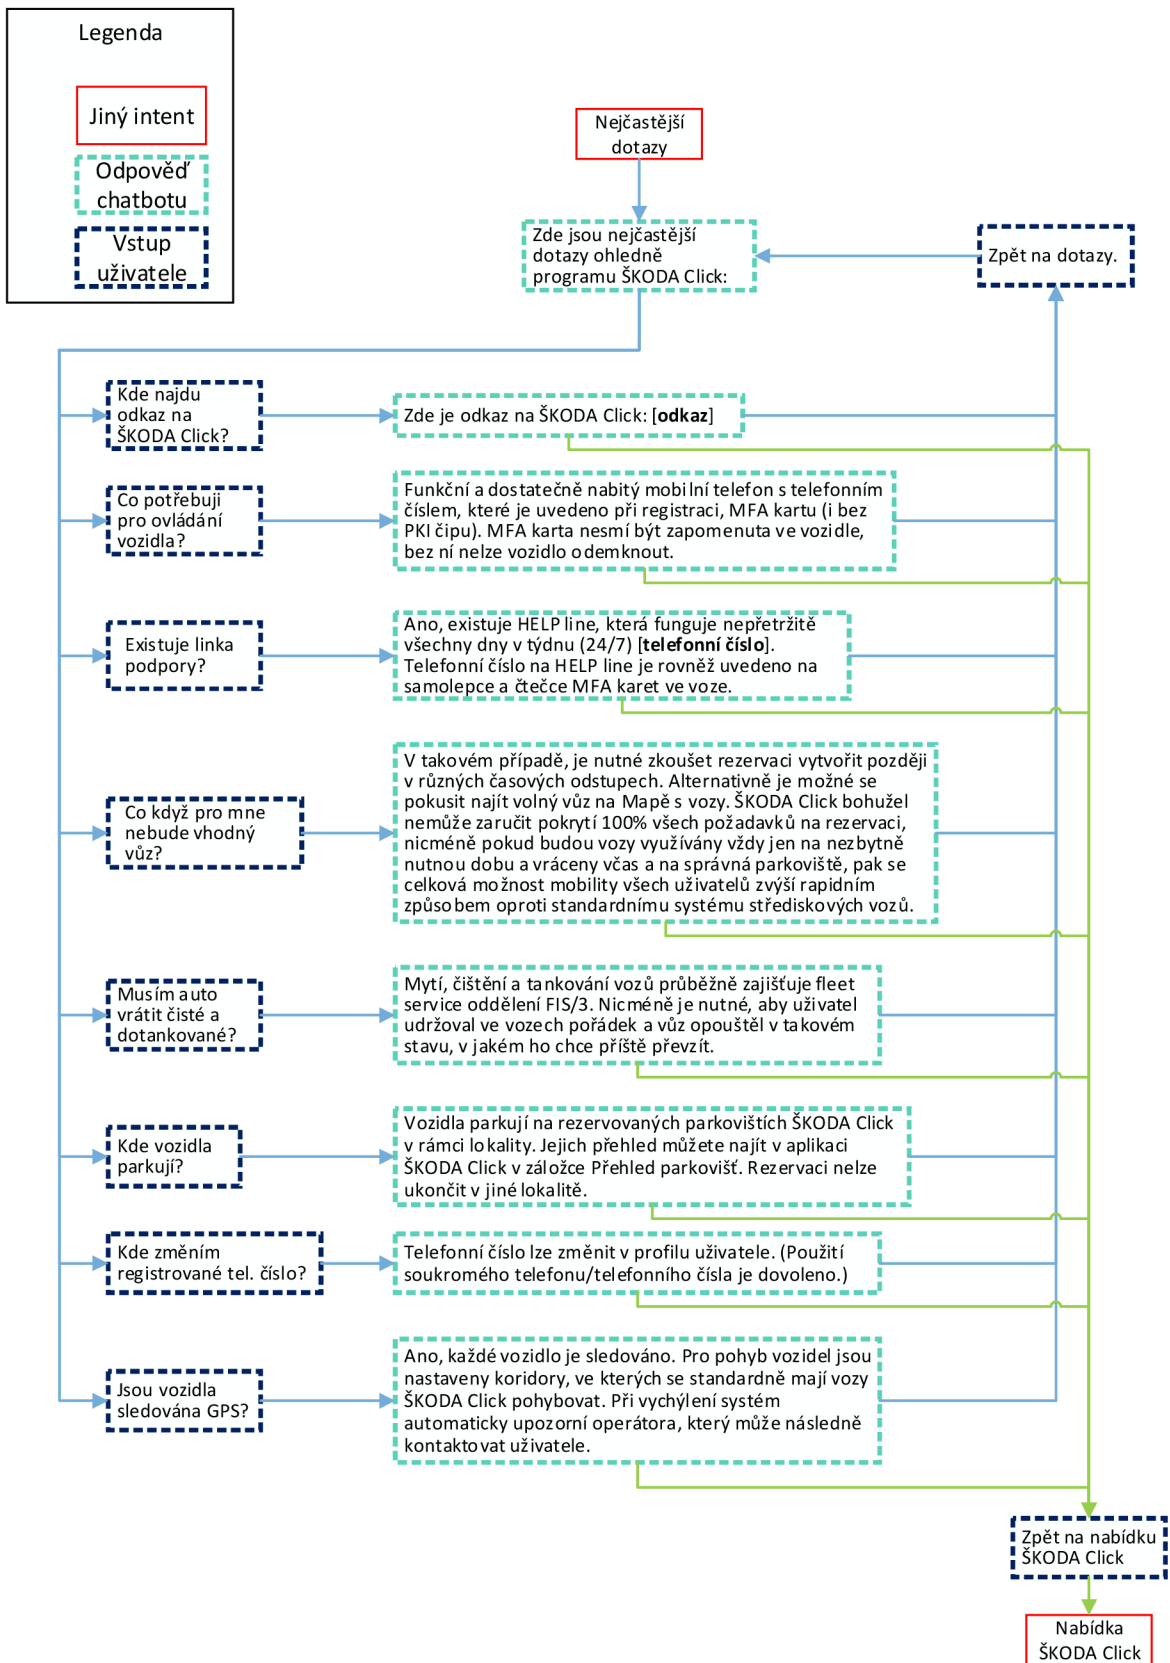 Legenda
Jiný intent
Odpověď
chatbotu
Vstup
uživatele
Nejčastější
dotazy
Zde jsou nejčastější
dotazy ohledně
programu ŠKODA Click:
Zpět na dotazy.
Kde najdu
odkaz na
ŠKODA Click?
Zde je odkaz na ŠKODA Click: [odkaz]
Co potřebuji
pro ovládání
vozidla?
Funkční a dostatečně nabitý mobilní telefon s telefonním
číslem, které je uvedeno při registraci, MFA kartu (i bez
PKI čipu). MFA karta nesmí být zapomenuta ve vozidle,
bez ní nelze vozidlo odemknout.
Existuje linka
podpory?
Ano, existuje HELP line, která funguje nepřetržitě
všechny dny v týdnu (24/7) [telefonní číslo].
Telefonní číslo na HELP line je rovněž uvedeno na
samolepce a čtečce MFA karet ve voze.
Co když pro mne
nebude vhodný
vůz?
V takovém případě, je nutné zkoušet rezervaci vytvořit později
v různých časových odstupech. Alternativně je možné se
pokusit najít volný vůz na Mapě s vozy. ŠKODA Click bohužel
nemůže zaručit pokrytí 100% všech požadavků na rezervaci,
nicméně pokud budou vozy využívány vždy jen na nezbytně
nutnou dobu a vráceny včas a na správná parkoviště, pak se
celková možnost mobility všech uživatelů zvýší rapidním
způsobem oproti standardnímu systému střediskových vozů.
Musím auto
vrátit čisté a
dotankované?
Mytí, čištění a tankování vozů průběžně zajišťuje fleet
service oddělení FIS/3. Nicméně je nutné, aby uživatel
udržoval ve vozech pořádek a vůz opouštěl v takovém
stavu, v jakém ho chce příště převzít.
Kde vozidla
parkují?
Vozidla parkují na rezervovaných parkovištích ŠKODA Click
v rámci lokality. Jejich přehled můžete najít v aplikaci
ŠKODA Click v záložce Přehled parkovišť. Rezervaci nelze
ukončit v jiné lokalitě.
Kde změním
registrované tel. číslo?
Telefonní číslo lze změnit v profilu uživatele. (Použití
soukromého telefonu/telefonního čísla je dovoleno.)
Jsou vozidla
sledována GPS?
Ano, každé vozidlo je sledováno. Pro pohyb vozidel jsou
nastaveny koridory, ve kterých se standardně mají vozy
ŠKODA Click pohybovat. Při vychýlení systém
automaticky upozorní operátora, který může následně
kontaktovat uživatele.
Zpět na nabídku
ŠKODA Click
Nabídka
ŠKODA Click